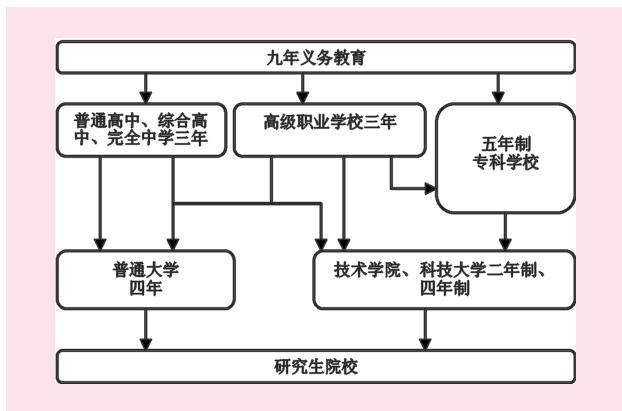 九年义务教育
普通高中、综合高
中、完全中学三年
高级职业学校三年
五年制
专科学校
普通大学
四年
技术学院、科技大学二年制、
四年制
研究生院校